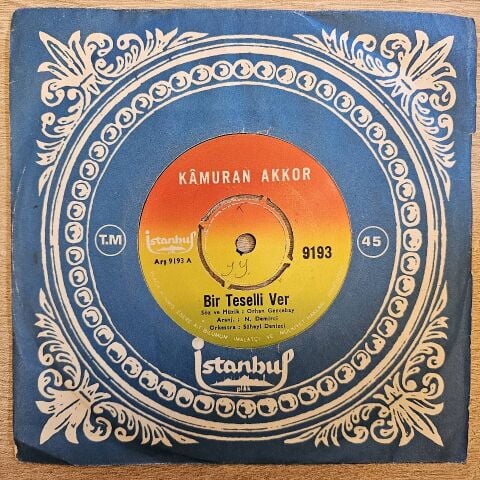 KÂMURAN AKKOR
T.M
İstanbul
45
Arş 9193 A
9193
Bir Teselli Ver
Söz ve Müzik : Orhan Gencebay
Aranj. : N. Demirci
Orkestra : Süheyl Denizci
İstanbul
plâk